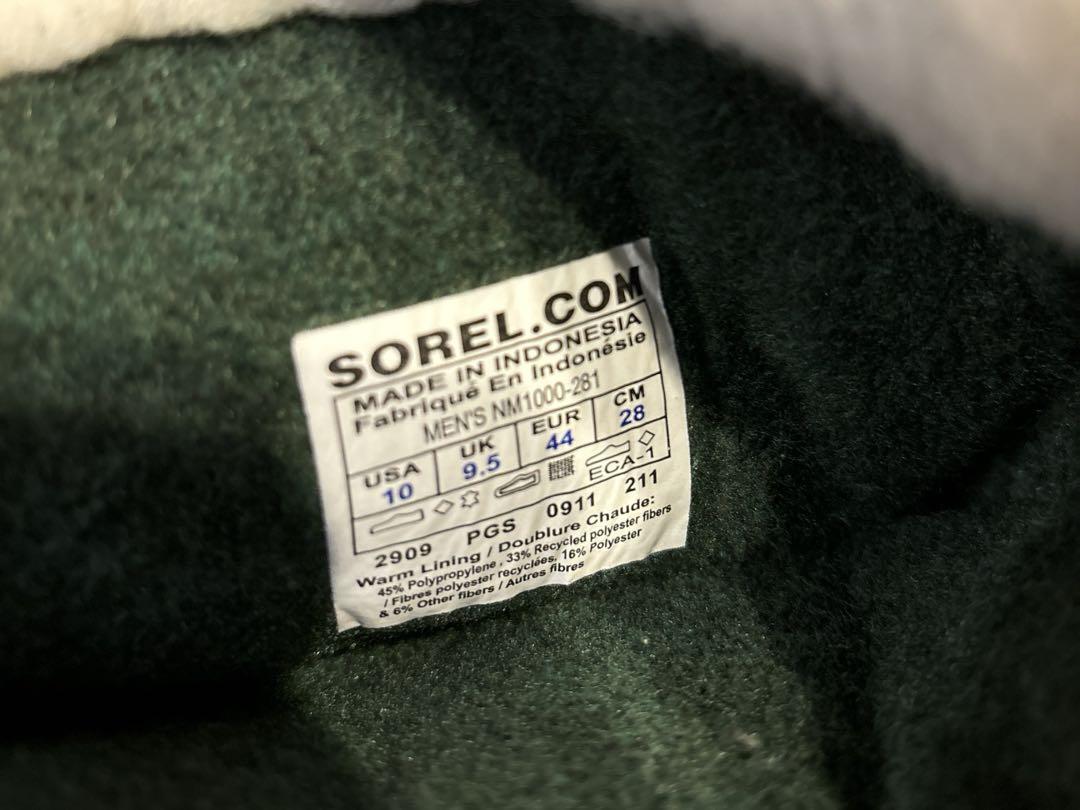 SOREL.COM
MADE IN INDONESIA
Fabriqué En Indonésie
MEN'S NM1000-281
USA UK EUR CM
10 9.5 44 28
ECA-1
2909 PGS 0911 211
Warm Lining / Doublure Chaude:
45% Polypropylene, 33% Recycled polyester fibers
/ Fibres polyester recyclées, 16% Polyester
& 6% Other fibers / Autres fibres